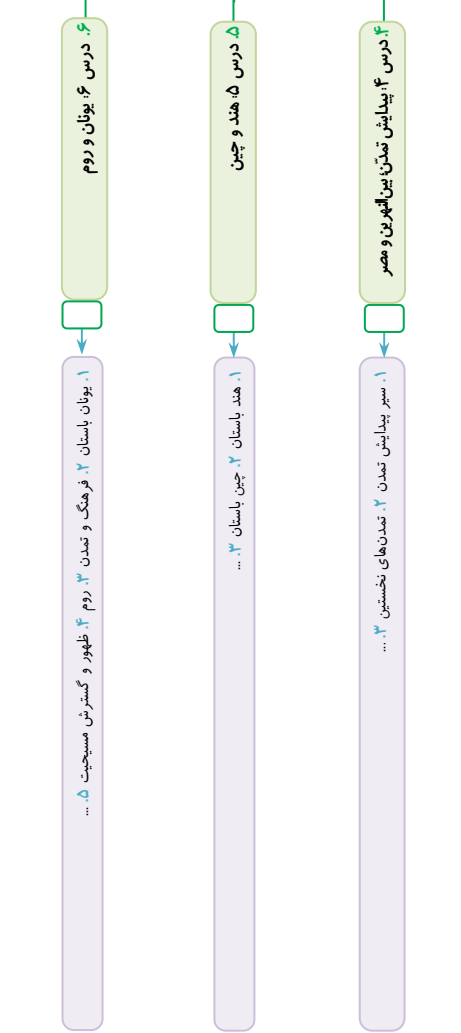 ۴. درس ۴: پیدایش تمدّن؛ بین‌النهرین و مصر
۱. سیر پیدایش تمدن ۲. تمدن‌های نخستین ۳. ...
۵. درس ۵: هند و چین
۱. هند باستان ۲. چین باستان ۳. ...
۶. درس ۶: یونان و روم
۱. یونان باستان ۲. فرهنگ و تمدن ۳. روم ۴. ظهور و گسترش مسیحیت ۵. ...